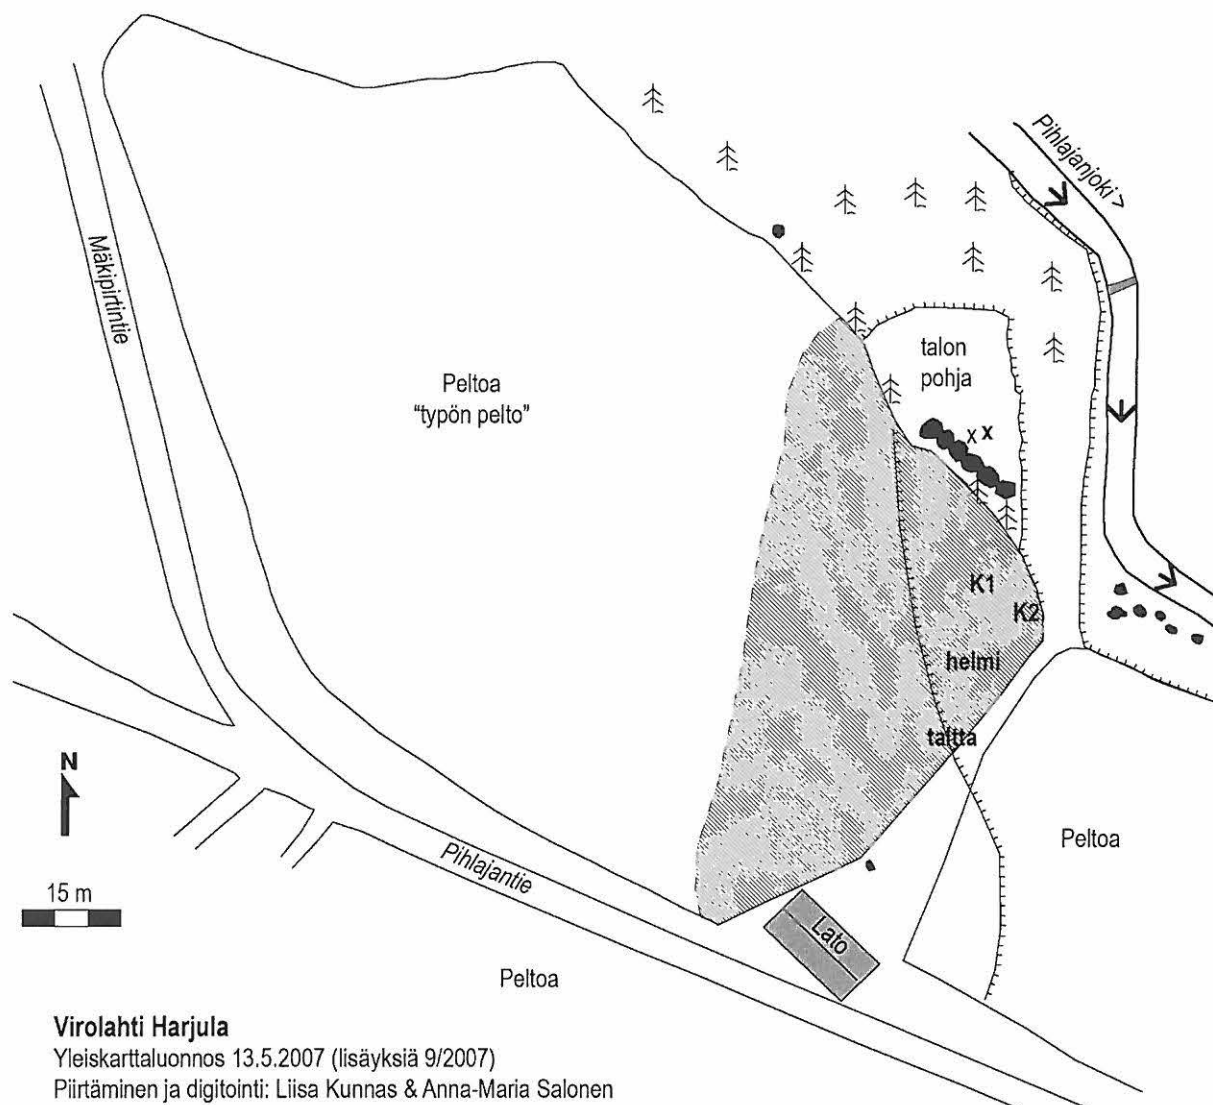 Pihlajanjoki >
Mäkipirtintie
talon
pohja
Peltoa
"typön pelto"
x x
K1
K2
helmi
taltta
N
15 m
Pihlajantie
Peltoa
Lato
Peltoa
Virolahti Harjula
Yleiskarttaluonnos 13.5.2007 (lisäyksiä 9/2007)
Piirtäminen ja digitointi: Liisa Kunnas & Anna-Maria Salonen